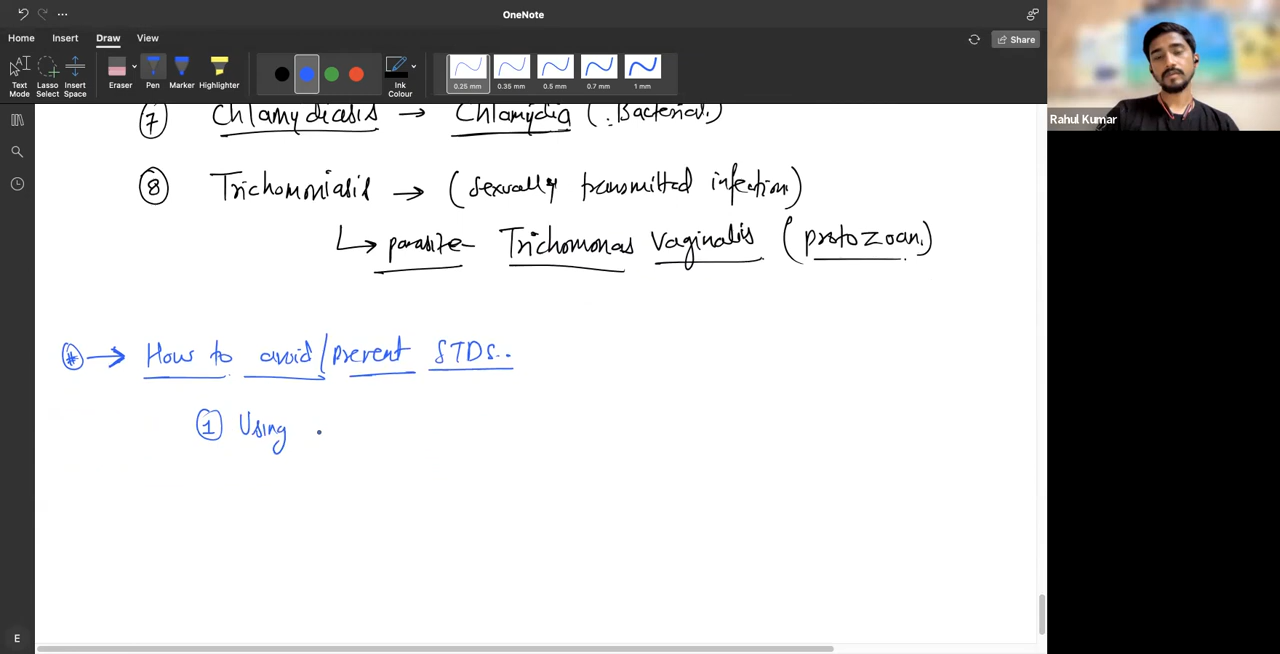 OneNote
Home Insert Draw View
Share
Text Mode Lasso Select Insert Space Eraser Pen Marker Highlighter Ink Colour 0.25 mm 0.35 mm 0.5 mm 0.7 mm 1 mm
Rahul Kumar
7 Chlamydiasis → Chlamydia (Bacterial.)
8 Trichomoniasis → (sexually transmitted infection.)
↳ parasite Trichomonas Vaginalis (protozoan.)
# → How to avoid/prevent STDs..
1 Using
E